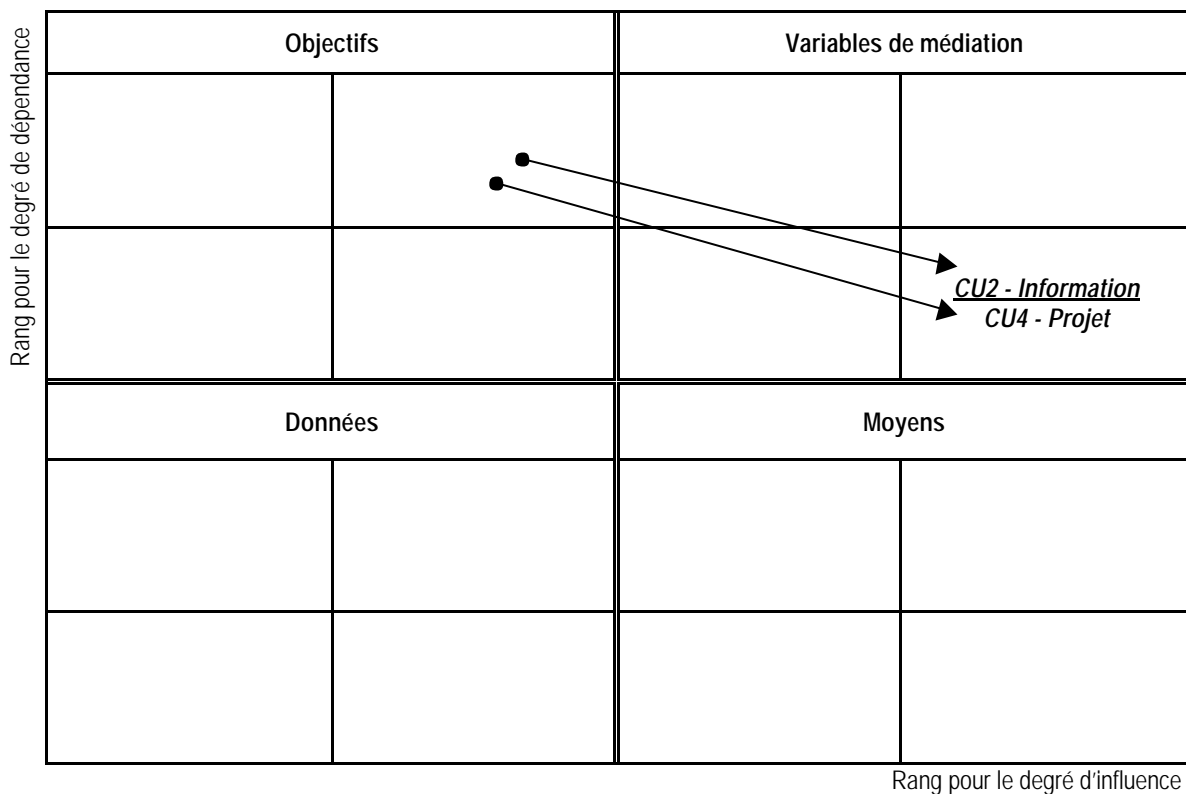 Rang pour le degré de dépendance
Objectifs
Variables de médiation
CU2 - Information
CU4 - Projet
Données
Moyens
Rang pour le degré d'influence